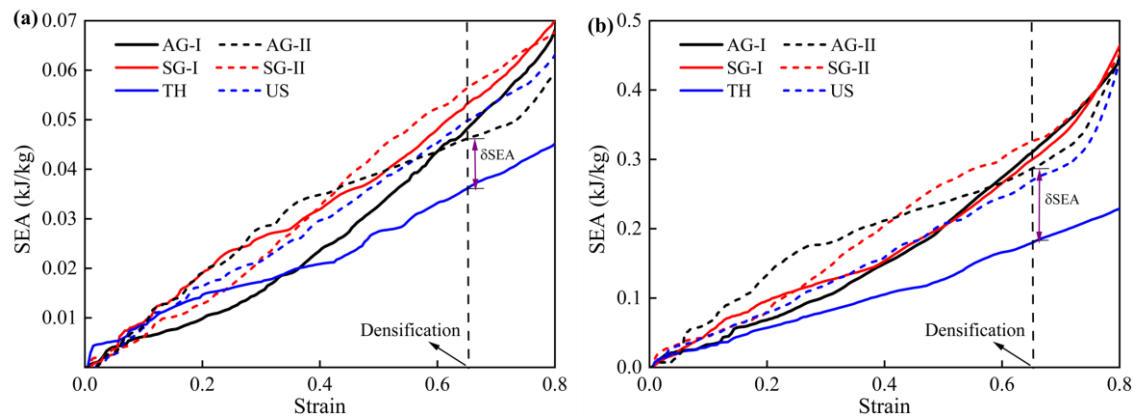 (a)
0.07
0.06
0.05
0.04
0.03
0.02
0.01
SEA (kJ/kg)
AG-I AG-II
SG-I SG-II
TH US
δSEA
Densification
0.0 0.2 0.4 0.6 0.8
Strain
(b)
0.5
0.4
0.3
0.2
0.1
0.0
SEA (kJ/kg)
AG-I AG-II
SG-I SG-II
TH US
δSEA
Densification
0.0 0.2 0.4 0.6 0.8
Strain